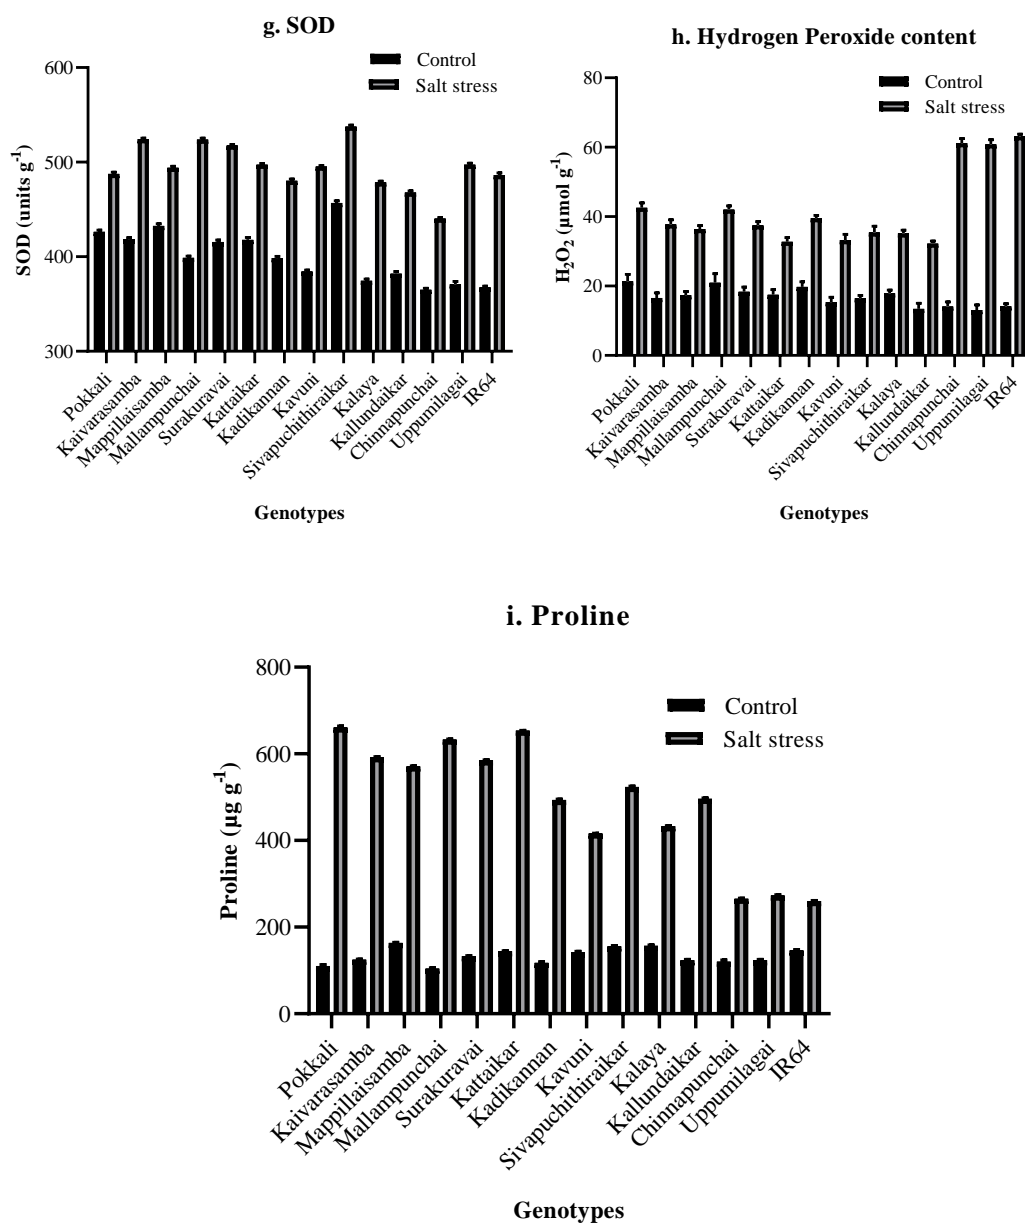 g. SOD
Control
Salt stress
SOD (units g-1)
600
500
400
300
Pokkali
Kaivarasamba
Mappillaisamba
Mallampunchai
Surakuravai
Kattaikar
Kadikannan
Kavuni
Sivapuchithiraikar
Kalaya
Kallundaikar
Chinnapunchai
Uppumilagai
IR64
Genotypes
h. Hydrogen Peroxide content
Control
Salt stress
H2O2 (µmol g-1)
80
60
40
20
0
Pokkali
Kaivarasamba
Mappillaisamba
Mallampunchai
Surakuravai
Kattaikar
Kadikannan
Kavuni
Sivapuchithiraikar
Kalaya
Kallundaikar
Chinnapunchai
Uppumilagai
IR64
Genotypes
i. Proline
Control
Salt stress
Proline (µg g-1)
800
600
400
200
0
Pokkali
Kaivarasamba
Mappillaisamba
Mallampunchai
Surakuravai
Kattaikar
Kadikannan
Kavuni
Sivapuchithiraikar
Kalaya
Kallundaikar
Chinnapunchai
Uppumilagai
IR64
Genotypes